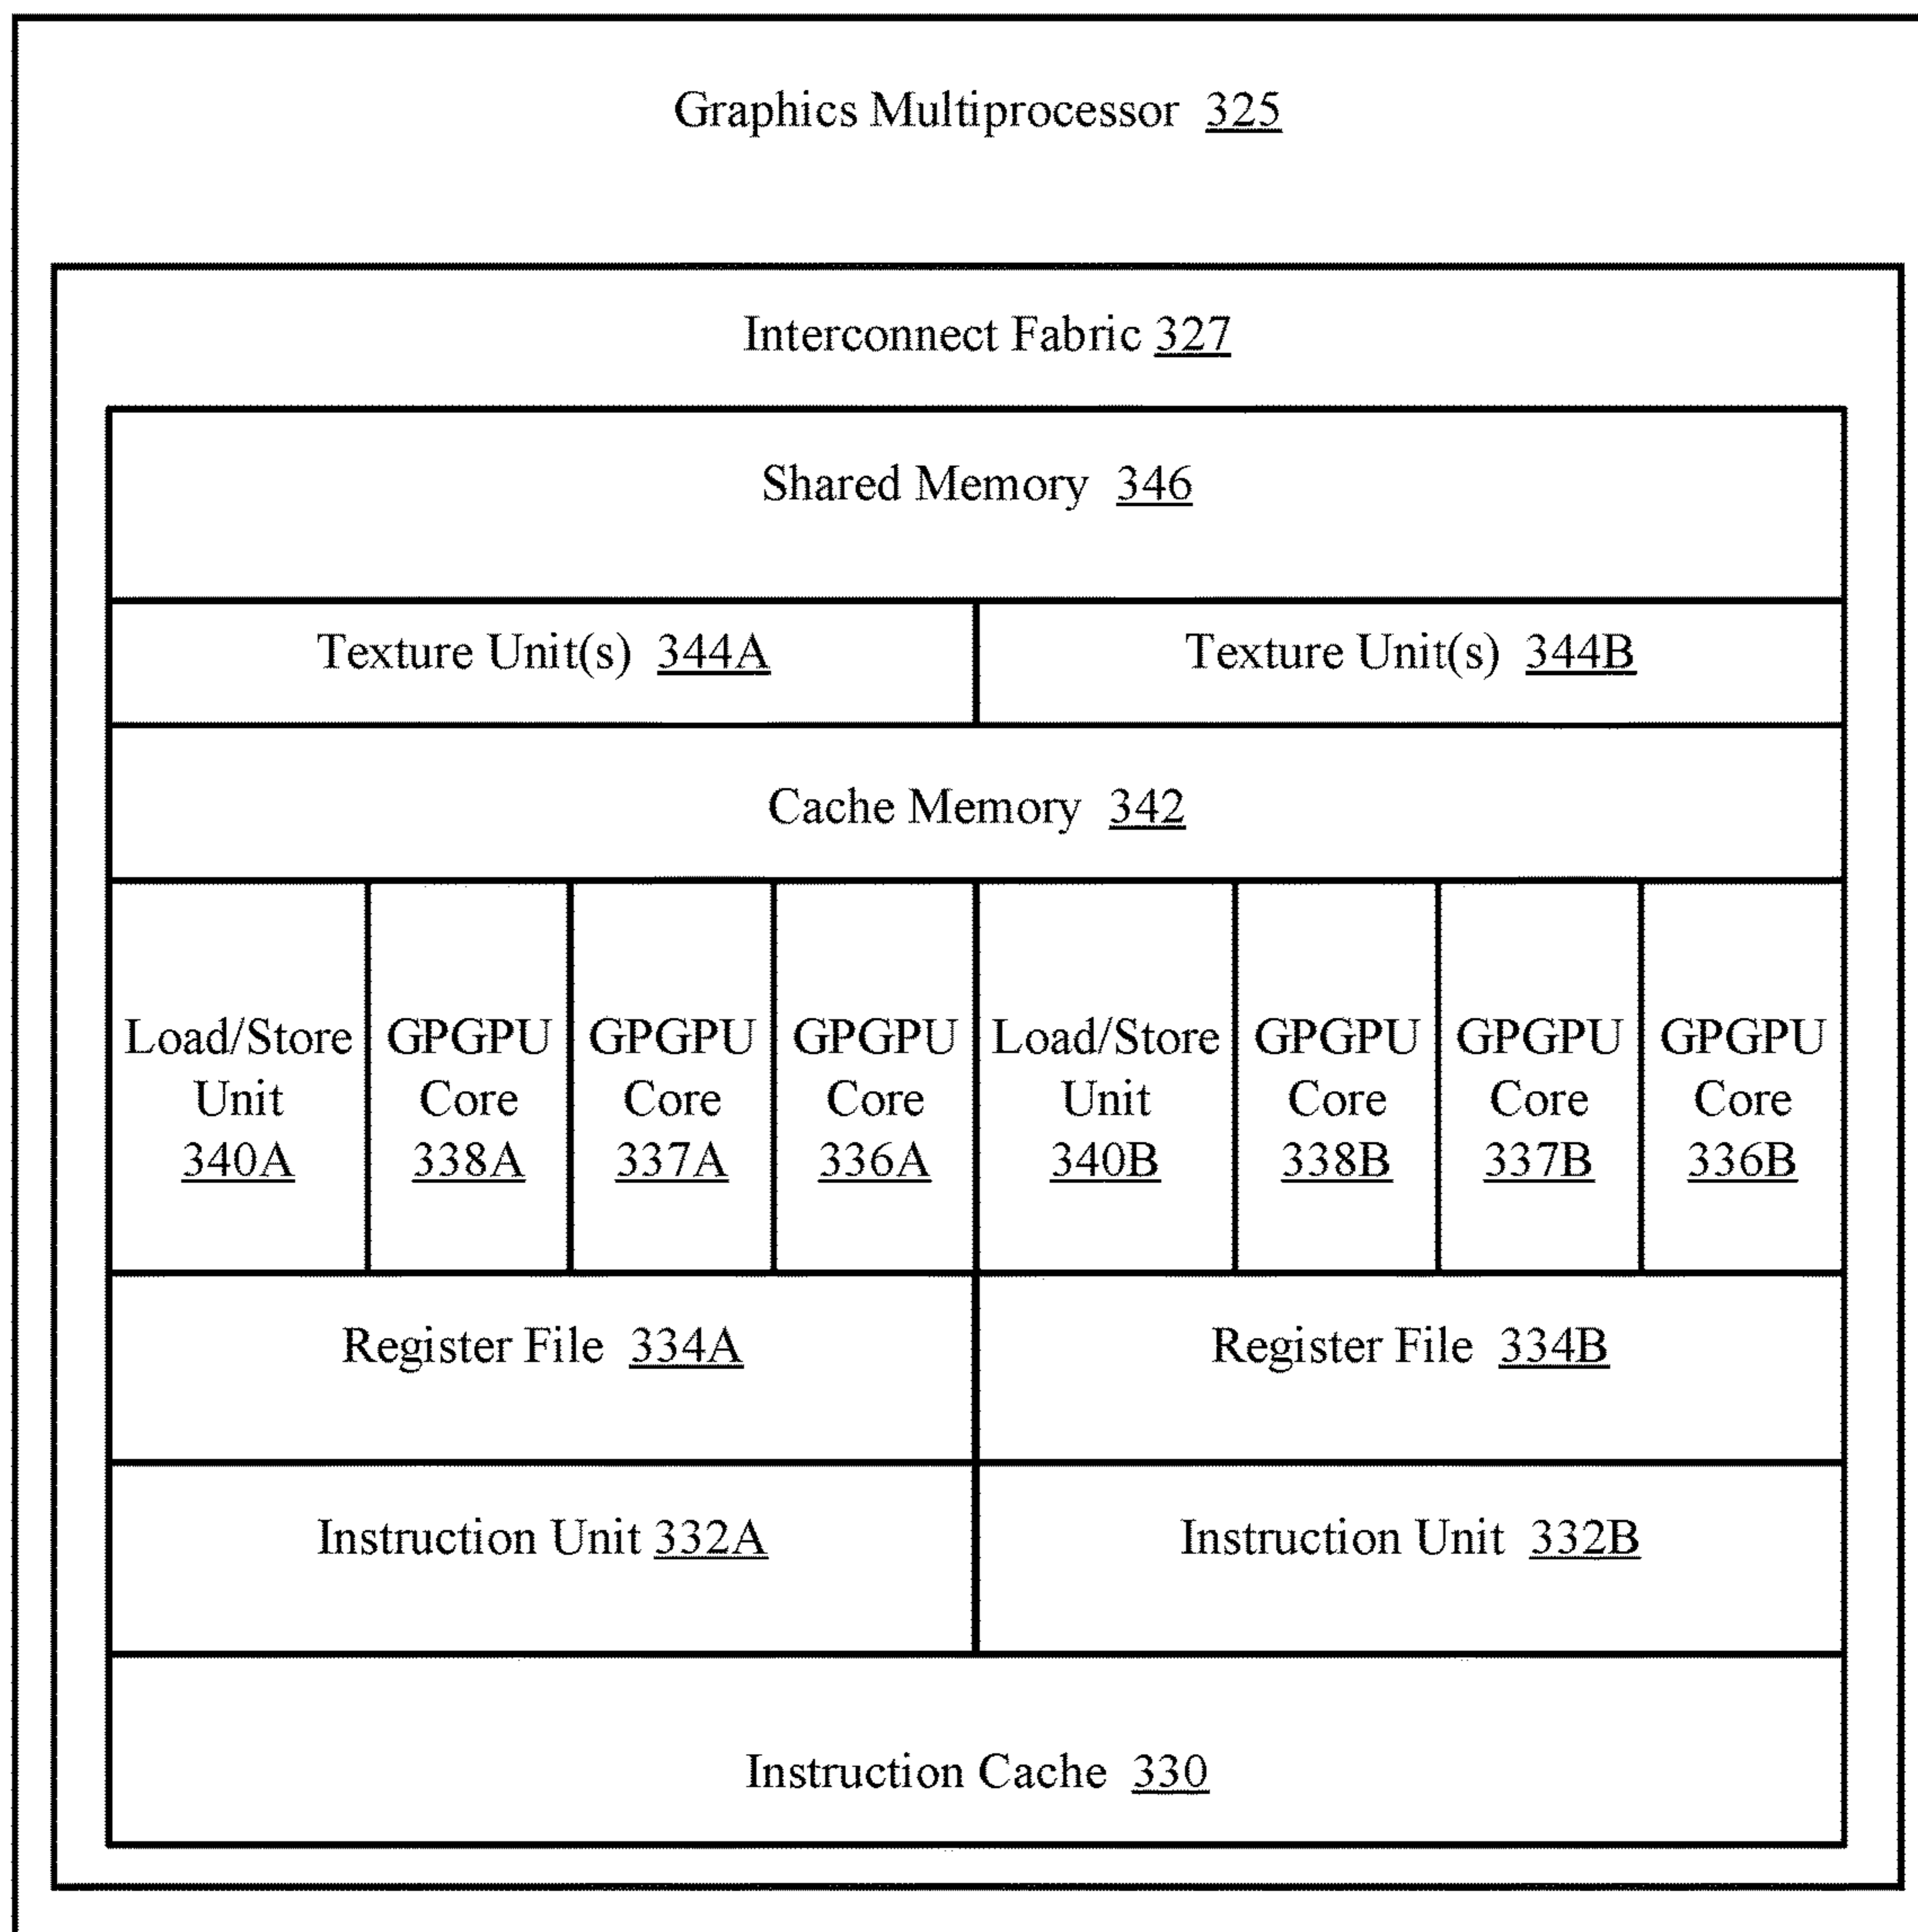 Graphics Multiprocessor 325
Interconnect Fabric 327
Shared Memory 346
Texture Unit(s) 344A
Texture Unit(s) 344B
Cache Memory 342
Load/Store
Unit
340A
GPGPU
Core
338A
GPGPU
Core
337A
GPGPU
Core
336A
Load/Store
Unit
340B
GPGPU
Core
338B
GPGPU
Core
337B
GPGPU
Core
336B
Register File 334A
Register File 334B
Instruction Unit 332A
Instruction Unit 332B
Instruction Cache 330